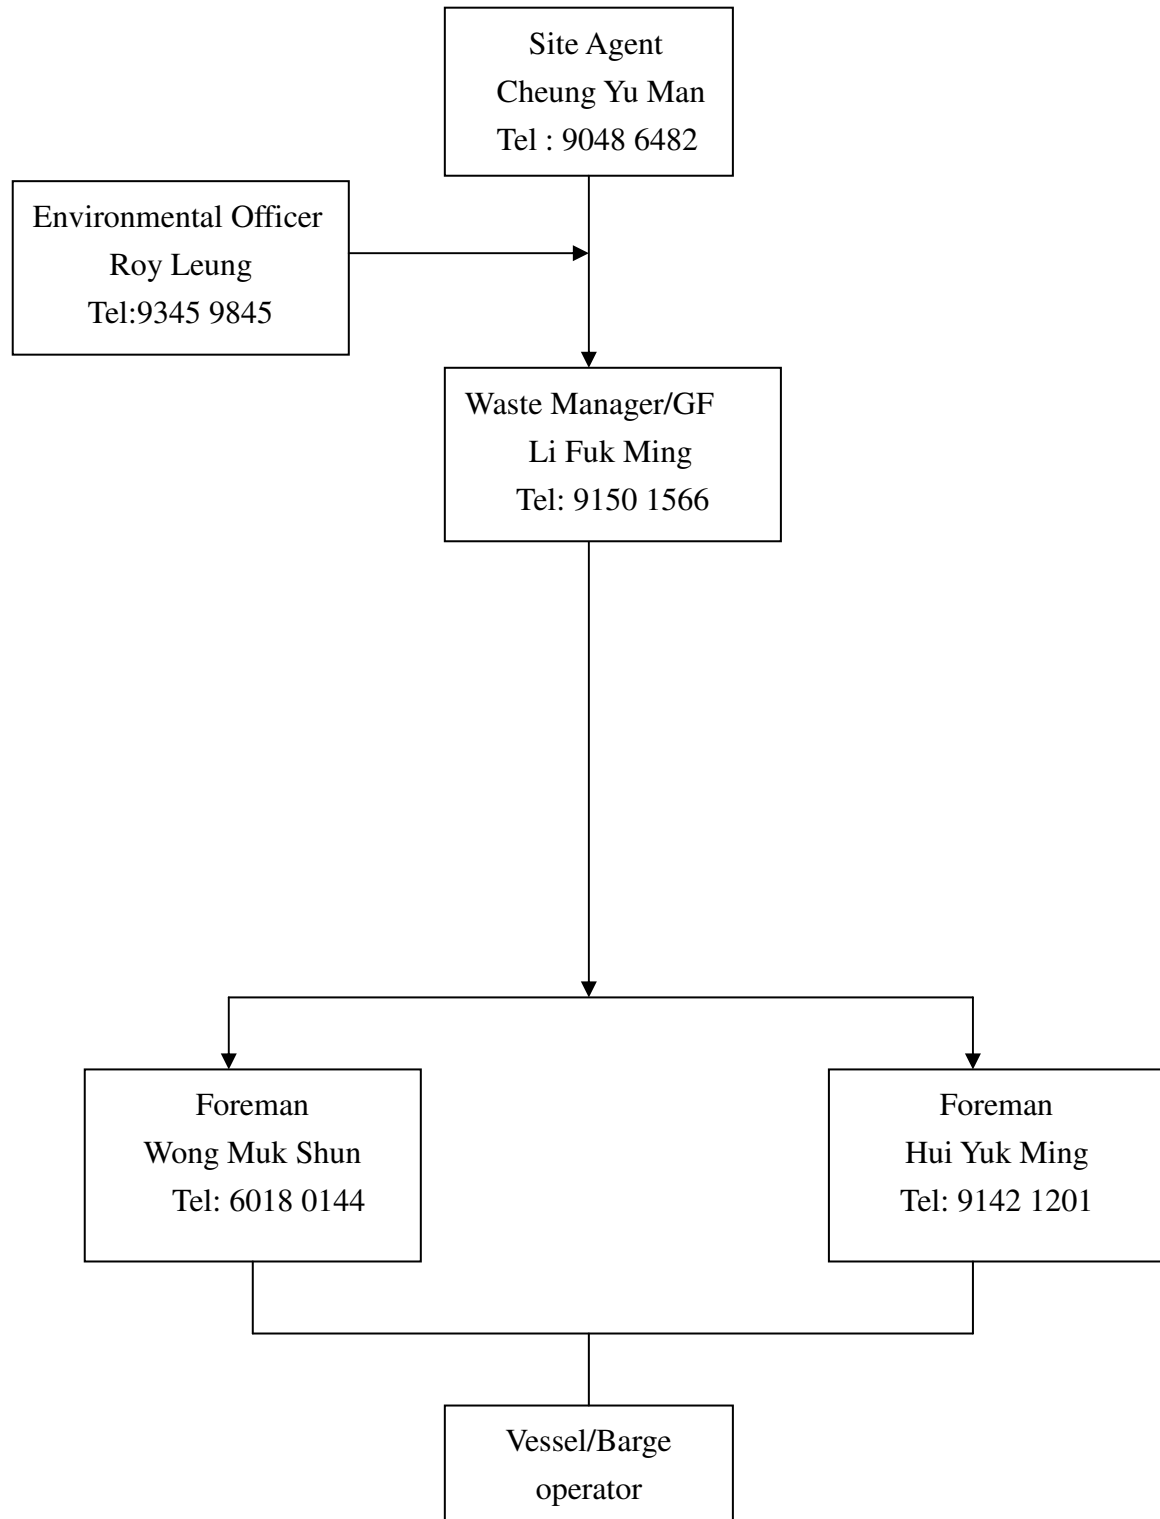 Site Agent
Cheung Yu Man
Tel : 9048 6482
Environmental Officer
Roy Leung
Tel:9345 9845
Waste Manager/GF
Li Fuk Ming
Tel: 9150 1566
Foreman
Wong Muk Shun
Tel: 6018 0144
Foreman
Hui Yuk Ming
Tel: 9142 1201
Vessel/Barge
operator